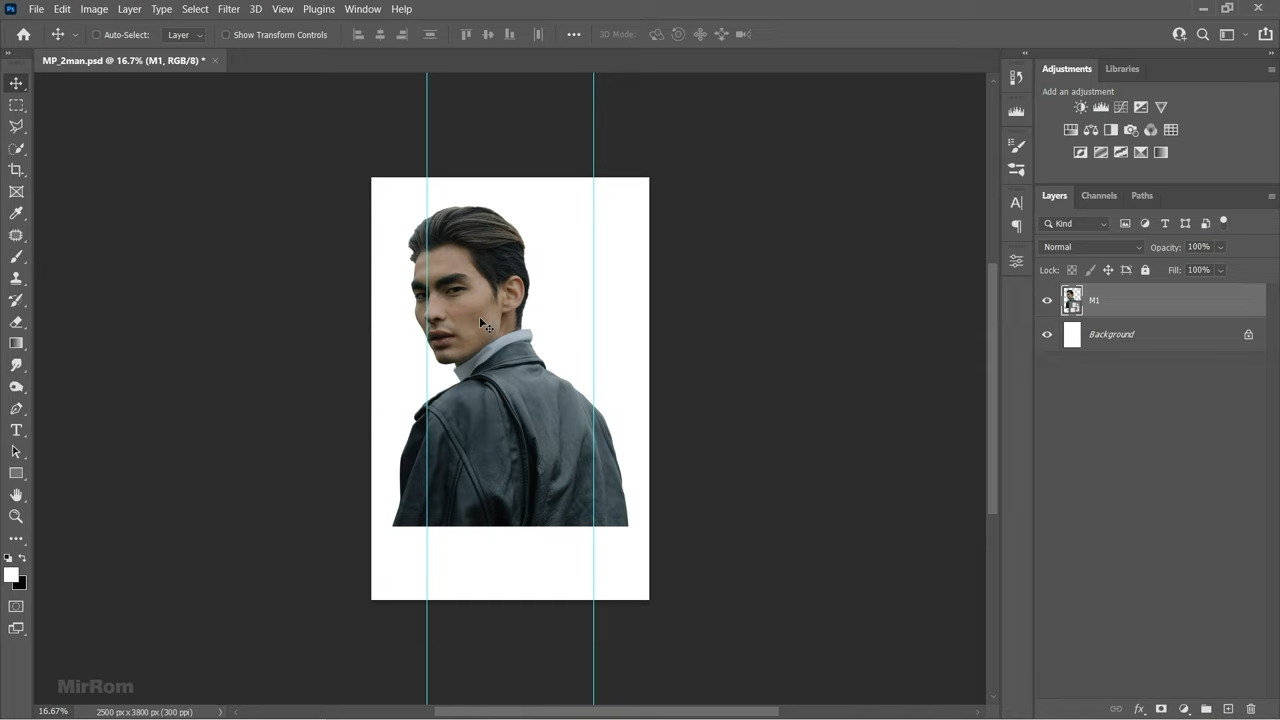 Ps File Edit Image Layer Type Select Filter 3D View Plugins Window Help
Auto-Select: Layer Show Transform Controls 3D Mode:
MP_2man.psd @ 16.7% (M1, RGB/8) * ×
Adjustments Libraries
Add an adjustment
Layers Channels Paths
Kind
Normal Opacity: 100%
Lock: Fill: 100%
M1
Background
MirRom
16.67% 2500 px x 3800 px (300 ppi)